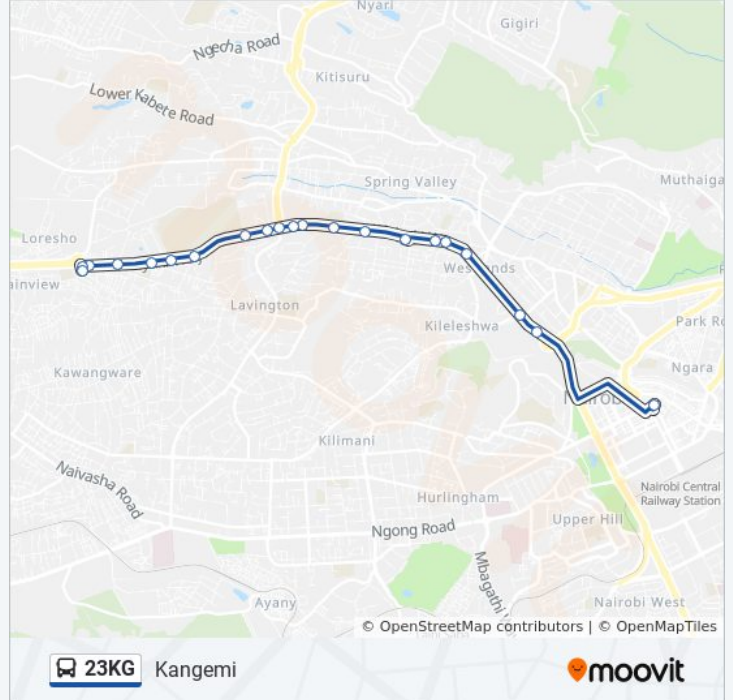 Nyari
Gigiri
Ngecha Road
Kitisuru
Lower Kabete Road
Spring Valley
Muthaiga
Loresho
ainview
Lavington
Kileleshwa
Park Ro
Ngara
Kawangware
Kilimani
Naivasha Road
Hurlingham
Nairobi Central
Railway Station
Upper Hill
Ngong Road
Mbagathi
Ayany
Nairobi West
© OpenStreetMap contributors | © OpenMapTiles
23KG Kangemi
moovit